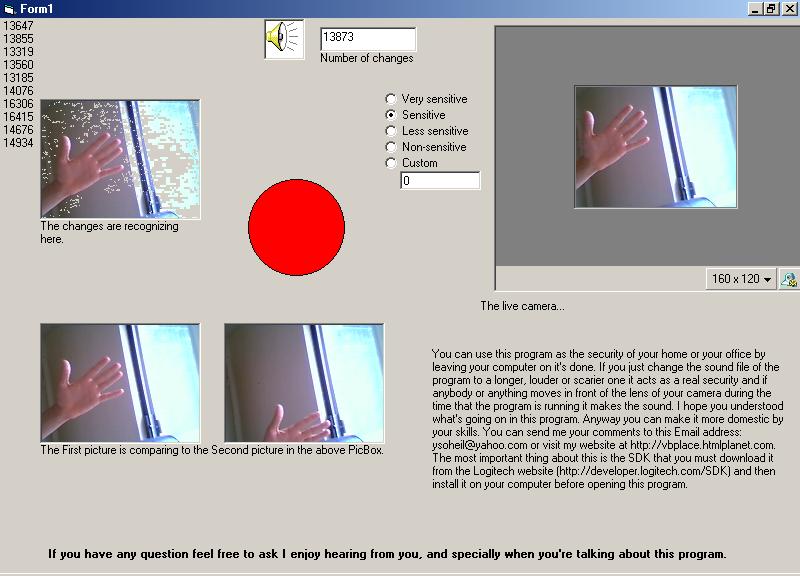 Form1
13647
13855
13319
13560
13185
14076
16306
16415
14676
14934
13873
Number of changes
Very sensitive
Sensitive
Less sensitive
Non-sensitive
Custom
0
The changes are recognizing
here.
160 x 120
The live camera...
The First picture is comparing to the Second picture in the above PicBox.
You can use this program as the security of your home or your office by
leaving your computer on it's done. If you just change the sound file of the
program to a longer, louder or scarier one it acts as a real security and if
anybody or anything moves in front of the lens of your camera during the
time that the program is running it makes the sound. I hope you understood
what's going on in this program. Anyway you can make it more domestic by
your skills. You can send me your comments to this Email address:
ysoheil@yahoo.com or visit my website at http://vbplace.htmlplanet.com.
The most important thing about this is the SDK that you must download it
from the Logitech website (http://developer.logitech.com/SDK) and then
install it on your computer before opening this program.
If you have any question feel free to ask I enjoy hearing from you, and specially when you're talking about this program.